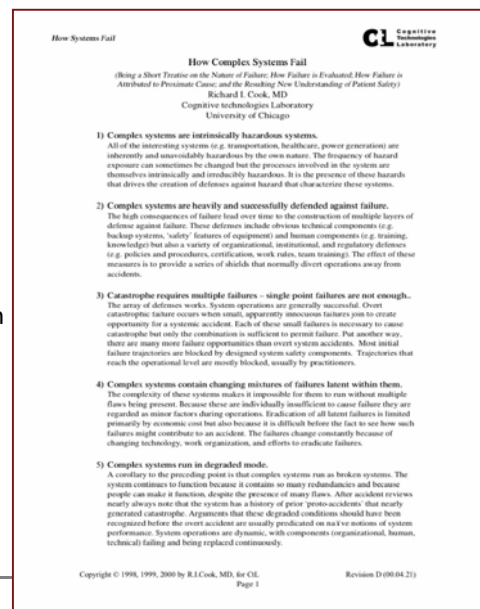 How Systems Fail
CtL Cognitive
Technologies
Laboratory
How Complex Systems Fail
(Being a Short Treatise on the Nature of Failure; How Failure is Evaluated; How Failure is
Attributed to Proximate Cause; and the Resulting New Understanding of Patient Safety)
Richard I. Cook, MD
Cognitive technologies Laboratory
University of Chicago
1) Complex systems are intrinsically hazardous systems.
All of the interesting systems (e.g. transportation, healthcare, power generation) are
inherently and unavoidably hazardous by the own nature. The frequency of hazard
exposure can sometimes be changed but the processes involved in the system are
themselves intrinsically and irreducibly hazardous. It is the presence of these hazards
that drives the creation of defenses against hazard that characterize these systems.
2) Complex systems are heavily and successfully defended against failure.
The high consequences of failure lead over time to the construction of multiple layers of
defense against failure. These defenses include obvious technical components (e.g.
backup systems, 'safety' features of equipment) and human components (e.g. training,
knowledge) but also a variety of organizational, institutional, and regulatory defenses
(e.g. policies and procedures, certification, work rules, team training). The effect of these
measures is to provide a series of shields that normally divert operations away from
accidents.
3) Catastrophe requires multiple failures – single point failures are not enough..
The array of defenses works. System operations are generally successful. Overt
catastrophic failure occurs when small, apparently innocuous failures join to create
opportunity for a systemic accident. Each of these small failures is necessary to cause
catastrophe but only the combination is sufficient to permit failure. Put another way,
there are many more failure opportunities than overt system accidents. Most initial
failure trajectories are blocked by designed system safety components. Trajectories that
reach the operational level are mostly blocked, usually by practitioners.
4) Complex systems contain changing mixtures of failures latent within them.
The complexity of these systems makes it impossible for them to run without multiple
flaws being present. Because these are individually insufficient to cause failure they are
regarded as minor factors during operations. Eradication of all latent failures is limited
primarily by economic cost but also because it is difficult before the fact to see how such
failures might contribute to an accident. The failures change constantly because of
changing technology, work organization, and efforts to eradicate failures.
5) Complex systems run in degraded mode.
A corollary to the preceding point is that complex systems run as broken systems. The
system continues to function because it contains so many redundancies and because
people can make it function, despite the presence of many flaws. After accident reviews
nearly always note that the system has a history of prior 'proto-accidents' that nearly
generated catastrophe. Arguments that these degraded conditions should have been
recognized before the overt accident are usually predicated on naïve notions of system
performance. System operations are dynamic, with components (organizational, human,
technical) failing and being replaced continuously.
Copyright © 1998, 1999, 2000 by R.I.Cook, MD, for CtL
Revision D (00.04.21)
Page 1